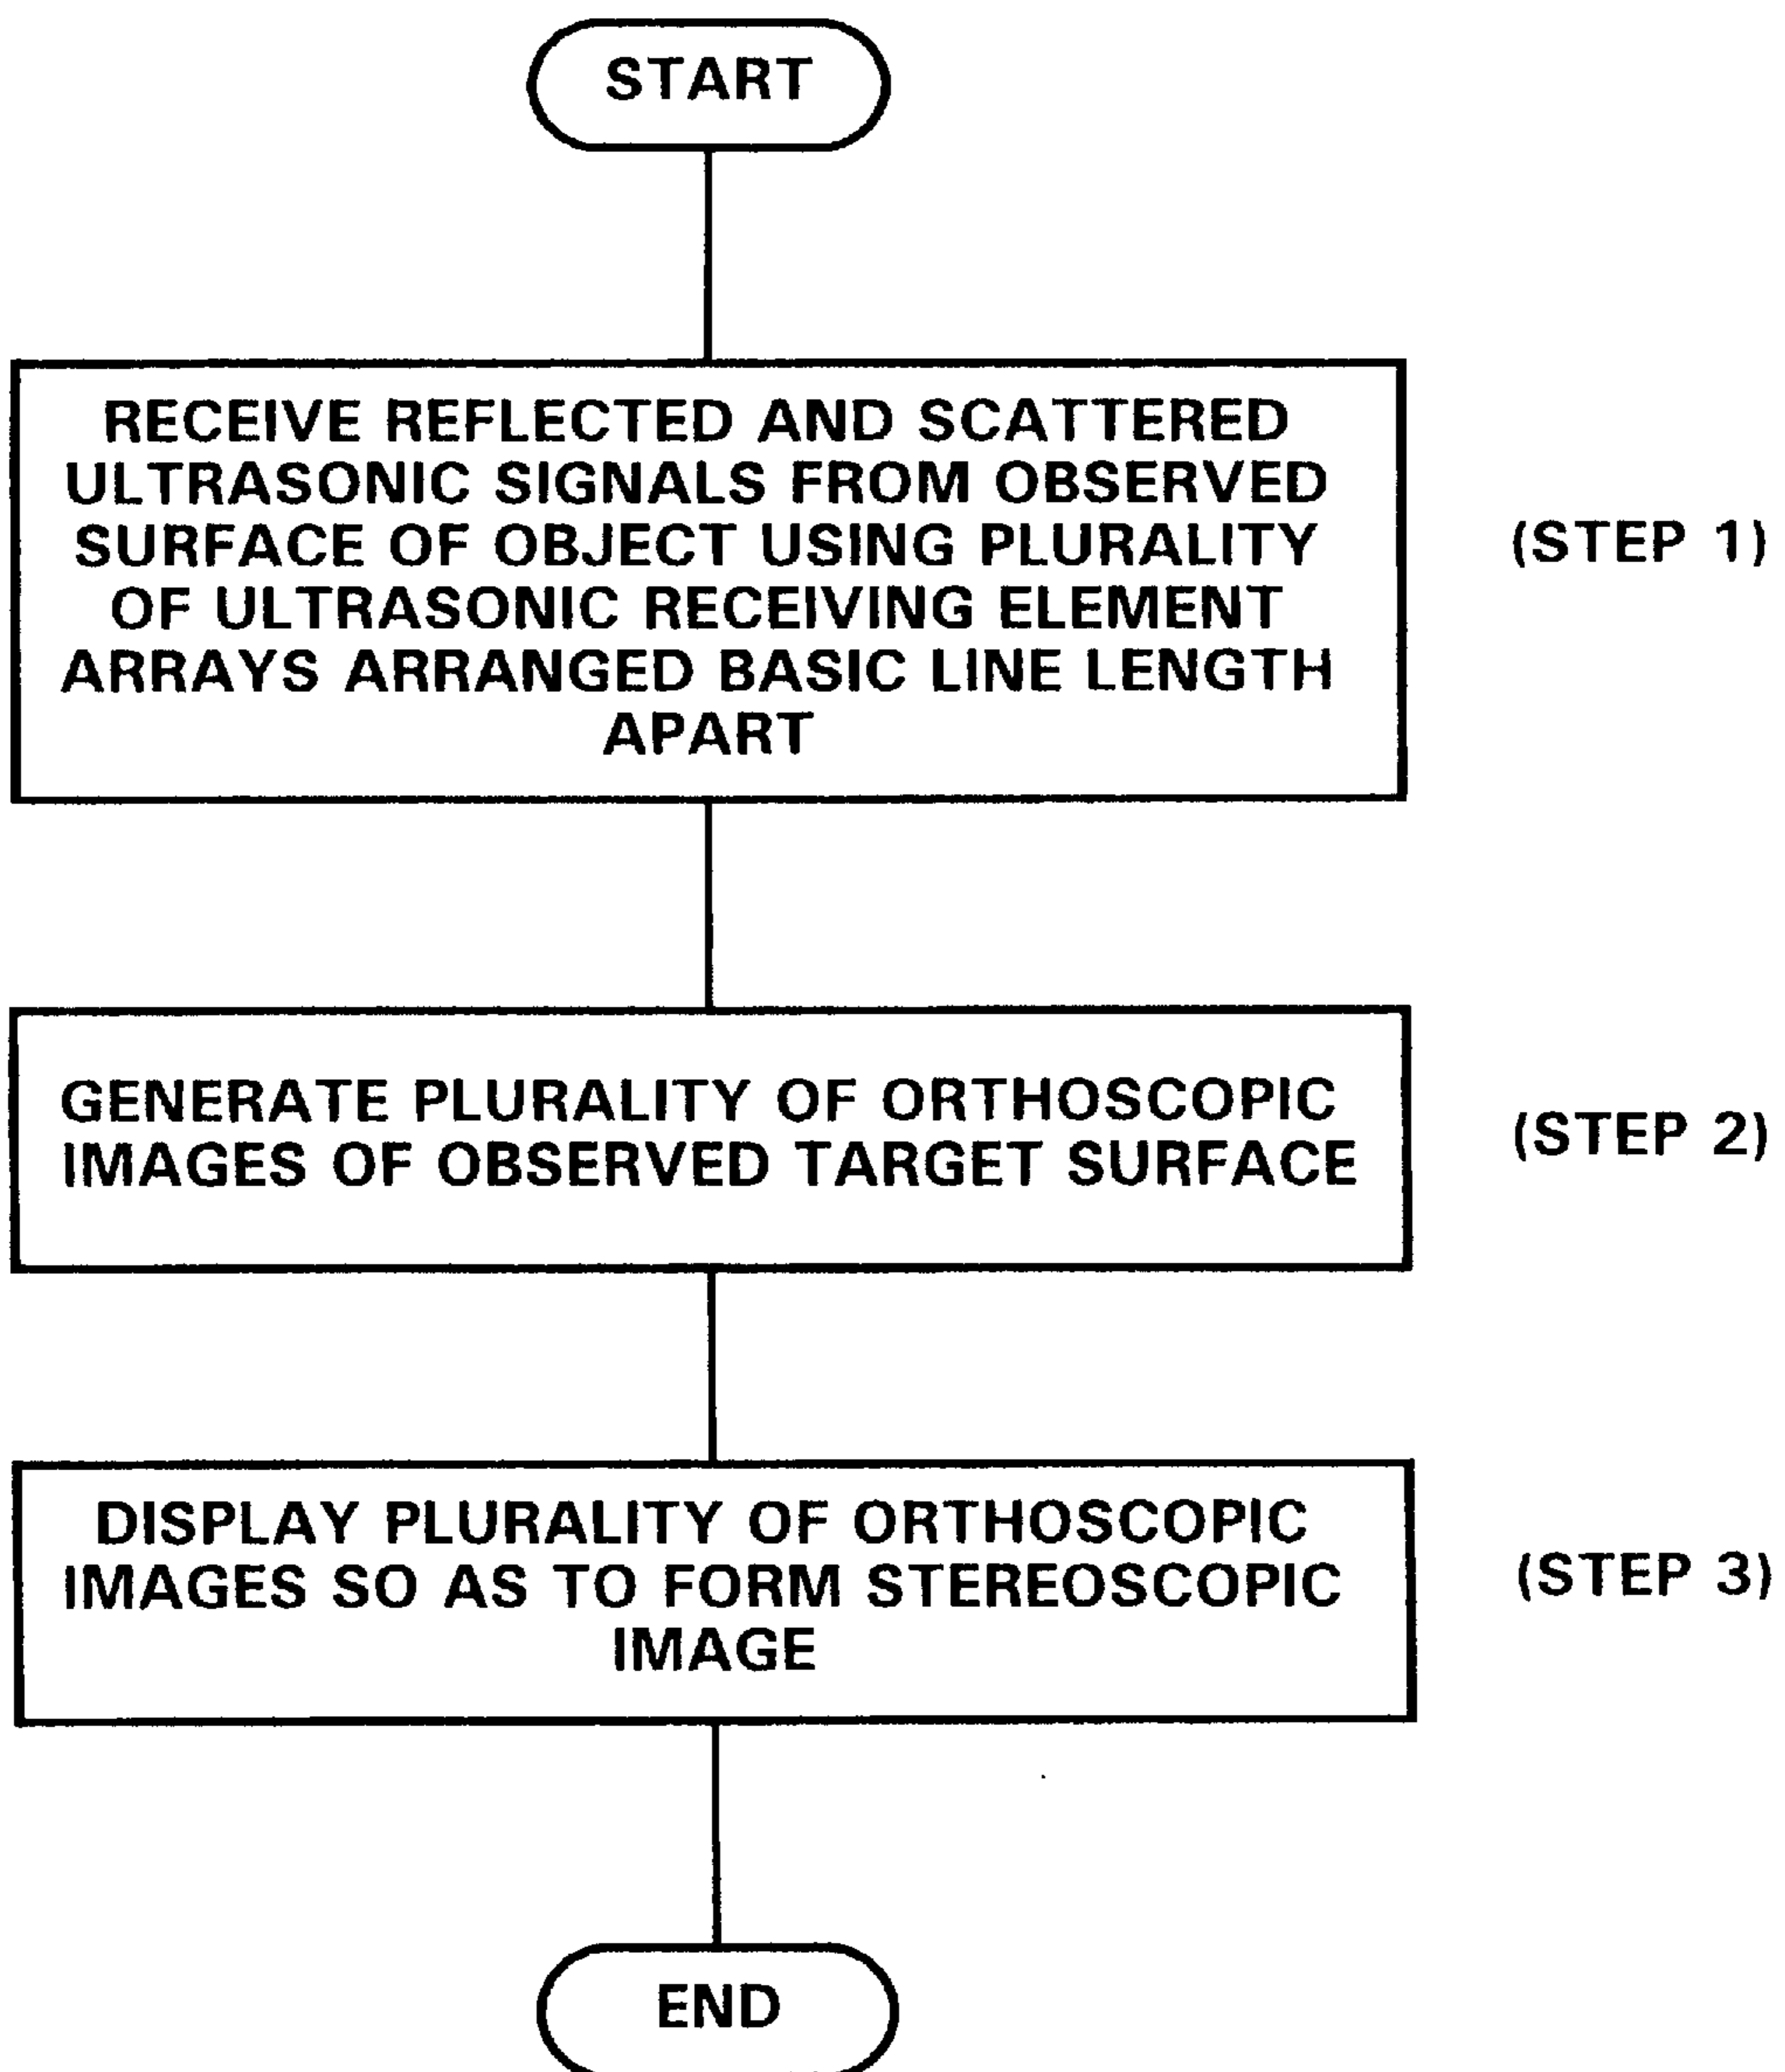 START
RECEIVE REFLECTED AND SCATTERED
ULTRASONIC SIGNALS FROM OBSERVED
SURFACE OF OBJECT USING PLURALITY
OF ULTRASONIC RECEIVING ELEMENT
ARRAYS ARRANGED BASIC LINE LENGTH
APART
(STEP 1)
GENERATE PLURALITY OF ORTHOSCOPIC
IMAGES OF OBSERVED TARGET SURFACE
(STEP 2)
DISPLAY PLURALITY OF ORTHOSCOPIC
IMAGES SO AS TO FORM STEREOSCOPIC
IMAGE
(STEP 3)
END